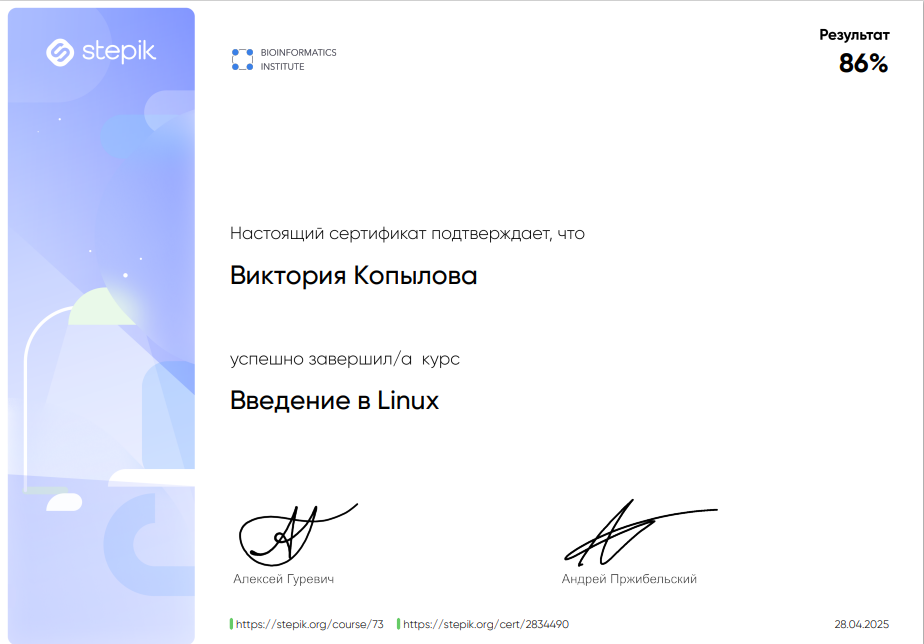 stepik
BIOINFORMATICS
INSTITUTE
Результат
86%
Настоящий сертификат подтверждает, что
Виктория Копылова
успешно завершил/а курс
Введение в Linux
Алексей Гуревич
Андрей Пржибельский
https://stepik.org/course/73
https://stepik.org/cert/2834490
28.04.2025